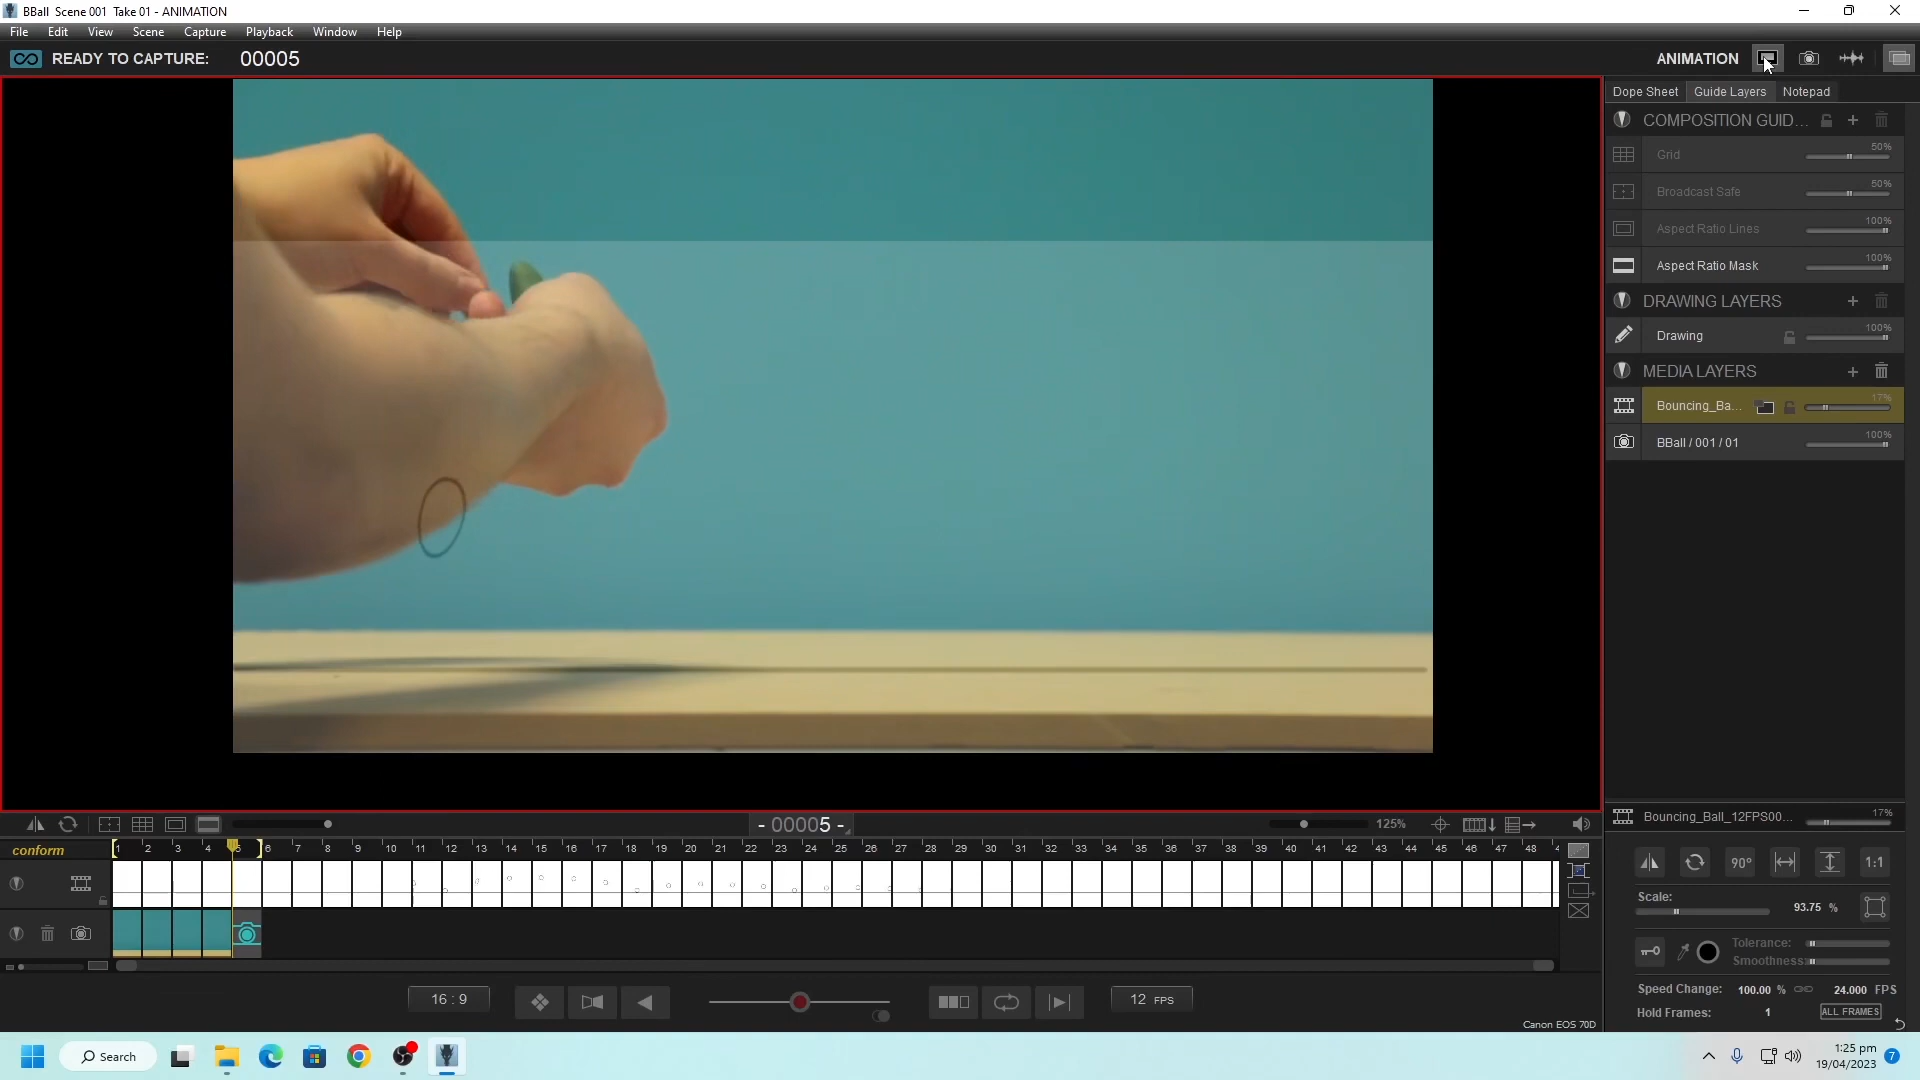 BBall Scene 001 Take 01 - ANIMATION
File Edit View Scene Capture Playback Window Help
READY TO CAPTURE: 00005
ANIMATION
Dope Sheet Guide Layers Notepad
COMPOSITION GUID...
Grid 50%
Broadcast Safe 50%
Aspect Ratio Lines 100%
Aspect Ratio Mask 100%
DRAWING LAYERS
Drawing 100%
MEDIA LAYERS
Bouncing_Ba... 17%
BBall / 001 / 01 100%
- 00005 -
125%
Bouncing_Ball_12FPS00... 17%
conform
1 2 3 4 5 6 7 8 9 10 11 12 13 14 15 16 17 18 19 20 21 22 23 24 25 26 27 28 29 30 31 32 33 34 35 36 37 38 39 40 41 42 43 44 45 46 47 48
90° 1:1
Scale: 93.75 %
Tolerance:
Smoothness:
Speed Change: 100.00 % 24.000 FPS
Hold Frames: 1 ALL FRAMES
16 : 9
12 FPS
Canon EOS 70D
Search
1:25 pm
19/04/2023
7